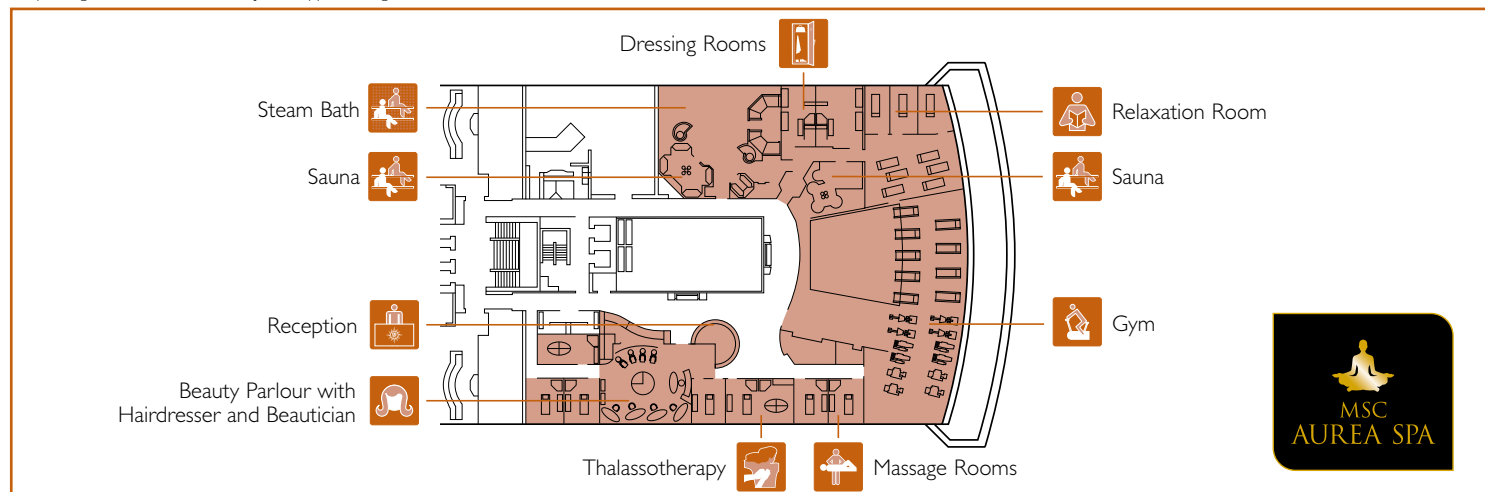 Dressing Rooms
Steam Bath
Relaxation Room
Sauna
Sauna
Reception
Gym
Beauty Parlour with
Hairdresser and Beautician
Thalassotherapy
Massage Rooms
MSC
AUREA SPA